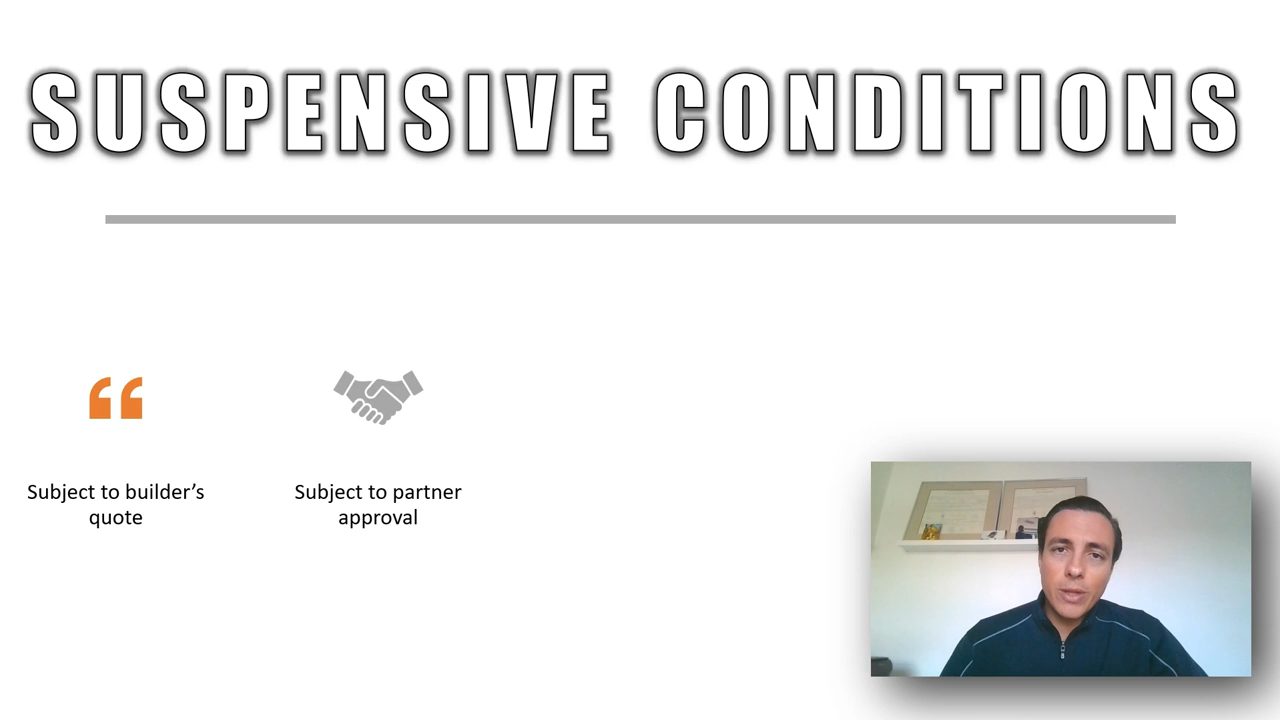 SUSPENSIVE CONDITIONS
Subject to builder’s
quote
Subject to partner
approval